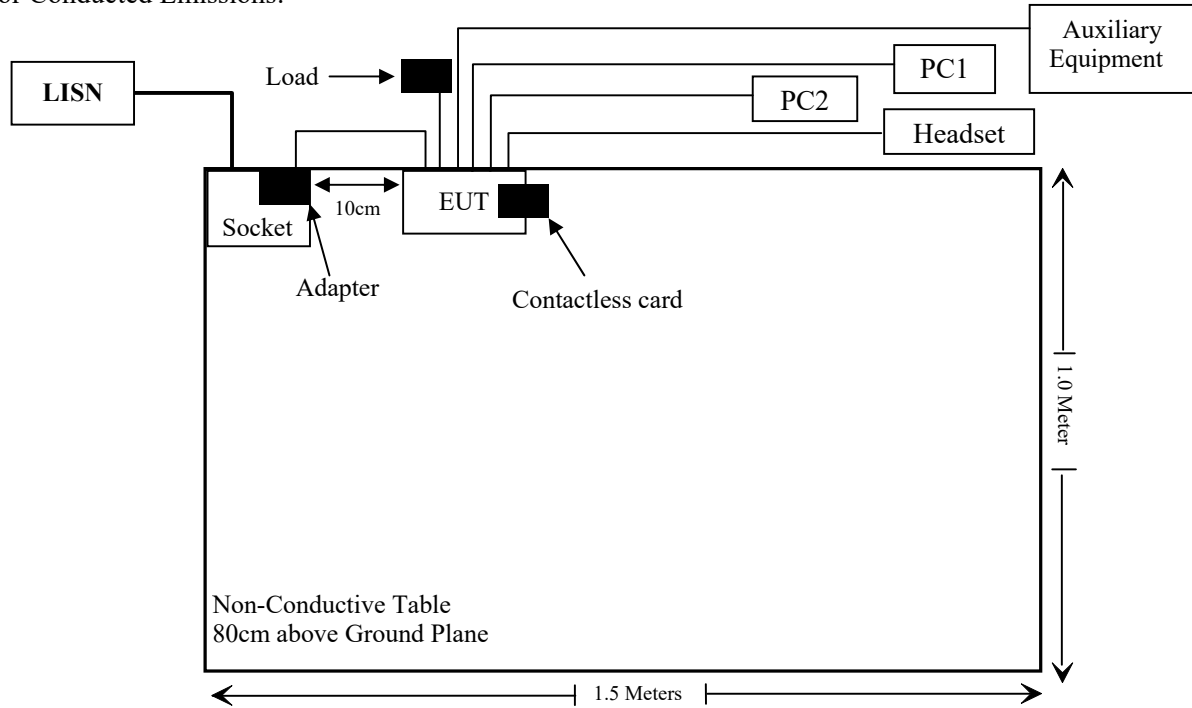 or Conducted Emissions:
Auxiliary
Equipment
Load
PC1
LISN
PC2
Headset
10cm
EUT
Socket
Adapter
Contactless card
1.0 Meter
Non-Conductive Table
80cm above Ground Plane
1.5 Meters